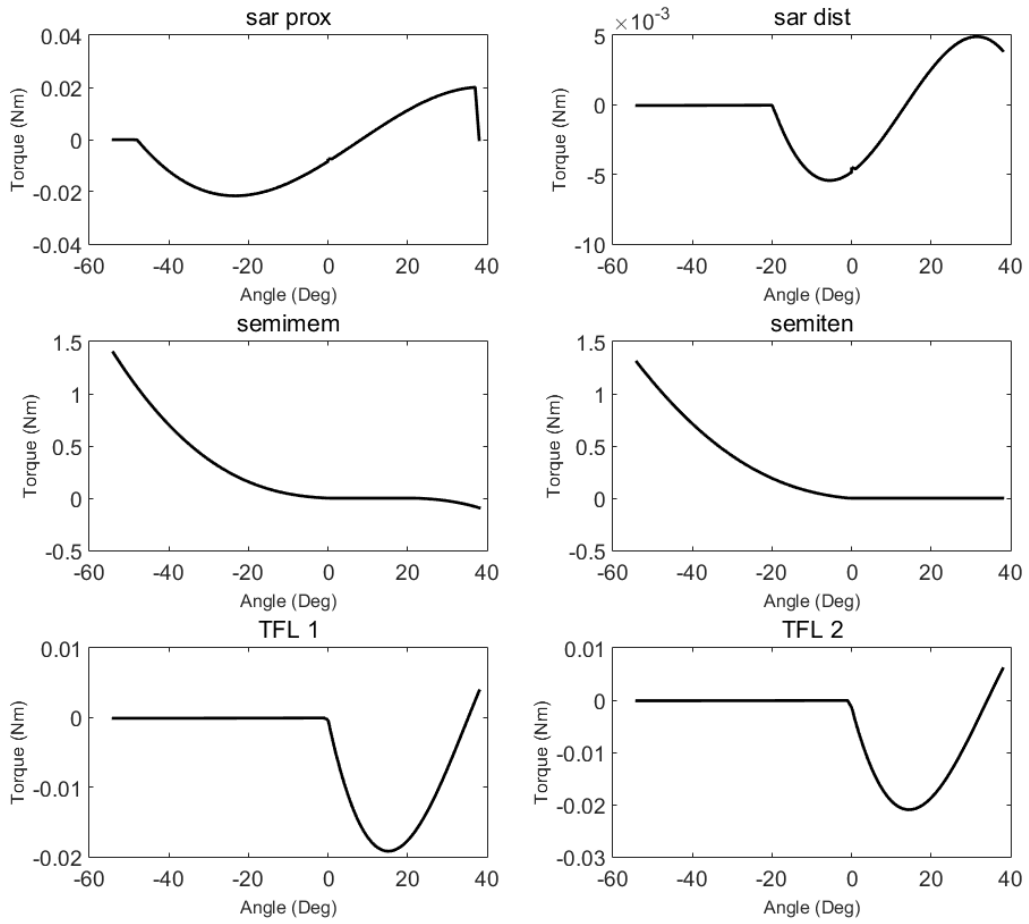 sar prox
0.04
0.02
0
-0.02
-0.04
Torque (Nm)
-60 -40 -20 0 20 40
Angle (Deg)
sar dist
×10-3
5
0
-5
-10
Torque (Nm)
-60 -40 -20 0 20 40
Angle (Deg)
semimem
1.5
1
0.5
0
-0.5
Torque (Nm)
-60 -40 -20 0 20 40
Angle (Deg)
semiten
1.5
1
0.5
0
-0.5
Torque (Nm)
-60 -40 -20 0 20 40
Angle (Deg)
TFL 1
0.01
0
-0.01
-0.02
Torque (Nm)
-60 -40 -20 0 20 40
Angle (Deg)
TFL 2
0.01
0
-0.01
-0.02
-0.03
Torque (Nm)
-60 -40 -20 0 20 40
Angle (Deg)